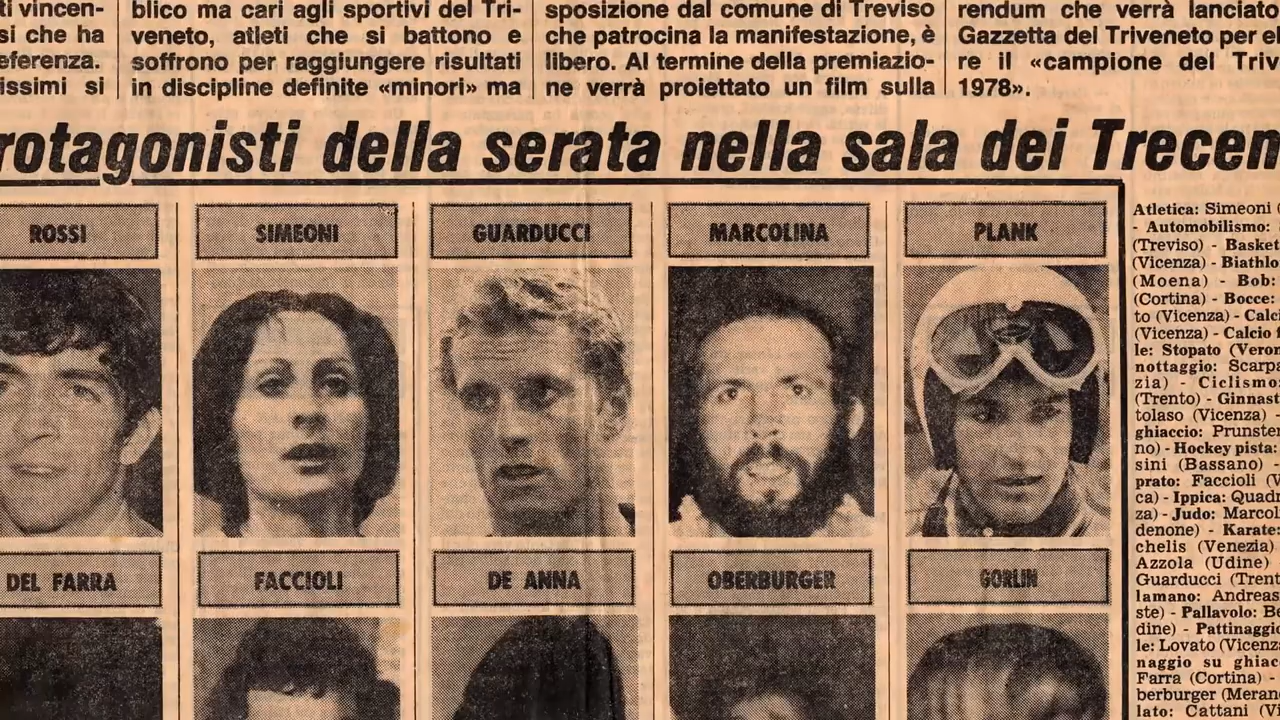 ti vincen-
si che ha
eferenza.
issimi si
blico ma cari agli sportivi del Tri-
veneto, atleti che si battono e
soffrono per raggiungere risultati
in discipline definite «minori» ma
sposizione dal comune di Treviso
che patrocina la manifestazione, è
libero. Al termine della premiazio-
ne verrà proiettato un film sulla
rendum che verrà lanciato
Gazzetta del Triveneto per el
re il «campione del Triv
1978».
rotagonisti della serata nella sala dei Trecen
ROSSI
SIMEONI
GUARDUCCI
MARCOLINA
PLANK
DEL FARRA
FACCIOLI
DE ANNA
OBERBURGER
GORLIN
Atletica: Simeoni (
- Automobilismo:
(Treviso) - Basket
(Vicenza) - Biathlo
(Moena) - Bob:
(Cortina) - Bocce:
to (Vicenza) - Calci
(Vicenza) - Calcio f
le: Stopato (Veron
nottaggio: Scarpa
zia) - Ciclismo:
(Trento) - Ginnast
tolaso (Vicenza) -
ghiaccio: Prunster
no) - Hockey pista:
sini (Bassano) -
prato: Faccioli (V
ca) - Ippica: Quadr
za) - Judo: Marcoli
denone) - Karate:
chelis (Venezia)
Azzola (Udine)
Guarducci (Trent
lamano: Andreas
ste) - Pallavolo: Be
dine) - Pattinaggio
le: Lovato (Vicenz
naggio su ghiac
Farra (Cortina) -
berburger (Meran
lato: Cattani (Vi